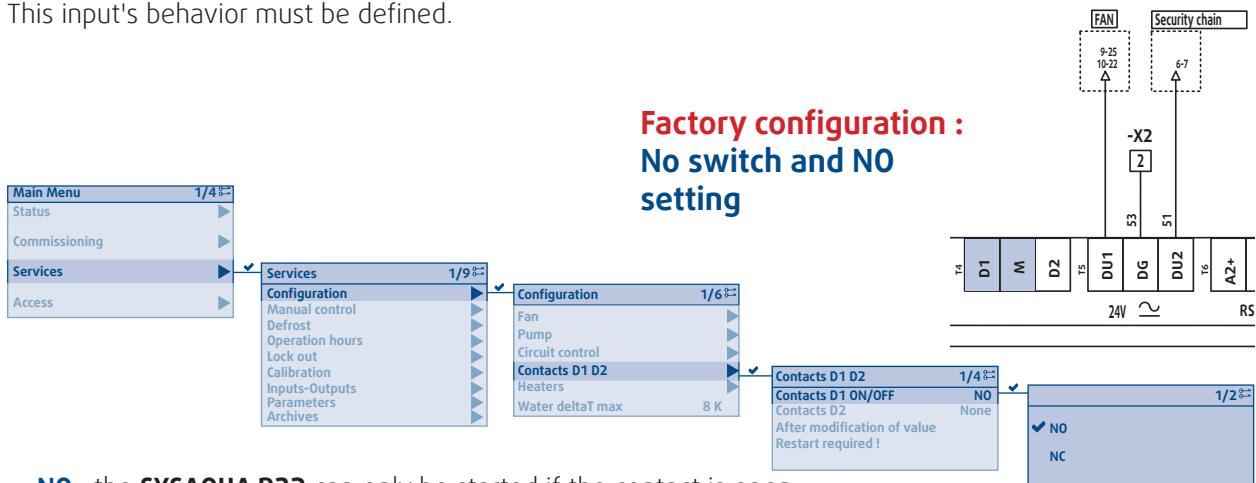 This input's behavior must be defined.
FAN
Security chain
9-25
10-22
6-7
Factory configuration :
No switch and NO
setting
-X2
2
53
51
T4
D1
M
D2
T5
DU1
DG
DU2
T6
A2+
24V
RS
Main Menu 1/4
Status
Commissioning
Services
Access
Services 1/9
Configuration
Manual control
Defrost
Operation hours
Lock out
Calibration
Inputs-Outputs
Parameters
Archives
Configuration 1/6
Fan
Pump
Circuit control
Contacts D1 D2
Heaters
Water deltaT max 8 K
Contacts D1 D2 1/4
Contacts D1 ON/OFF NO
Contacts D2 None
After modification of value
Restart required !
1/2
NO
NC